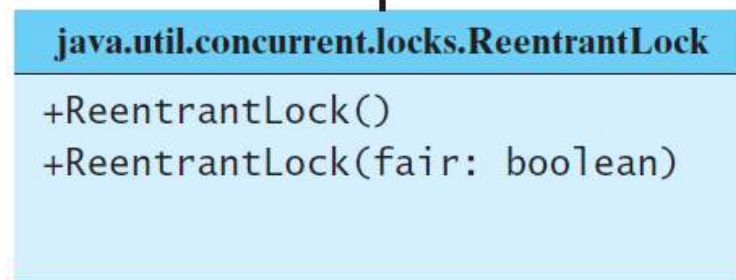 java.util.concurrent.locks.ReentrantLock
+ReentrantLock()
+ReentrantLock(fair: boolean)